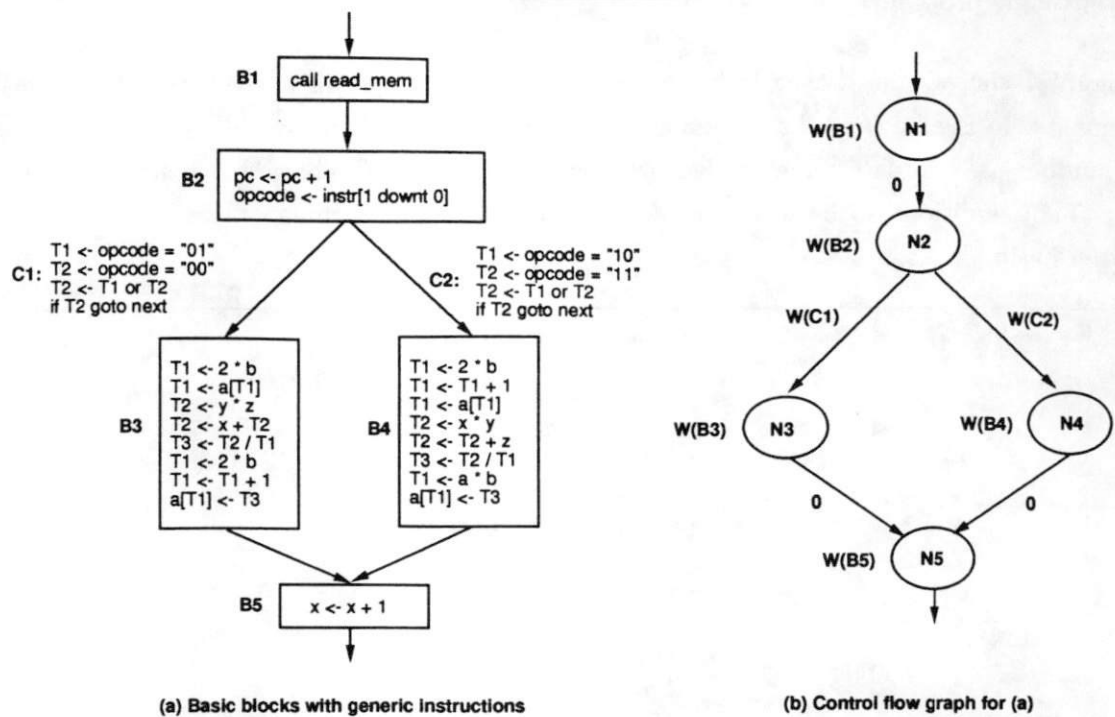 B1
call read_mem
B2
pc <- pc + 1
opcode <- instr[1 downt 0]
C1:
T1 <- opcode = "01"
T2 <- opcode = "00"
T2 <- T1 or T2
if T2 goto next
C2:
T1 <- opcode = "10"
T2 <- opcode = "11"
T2 <- T1 or T2
if T2 goto next
B3
T1 <- 2 * b
T1 <- a[T1]
T2 <- y * z
T2 <- x + T2
T3 <- T2 / T1
T1 <- 2 * b
T1 <- T1 + 1
a[T1] <- T3
B4
T1 <- 2 * b
T1 <- T1 + 1
T1 <- a[T1]
T2 <- x * y
T2 <- T2 + z
T3 <- T2 / T1
T1 <- a * b
a[T1] <- T3
B5
x <- x + 1
(a) Basic blocks with generic instructions
W(B1)
N1
0
W(B2)
N2
W(C1)
W(C2)
W(B3)
N3
W(B4)
N4
0
0
W(B5)
N5
(b) Control flow graph for (a)